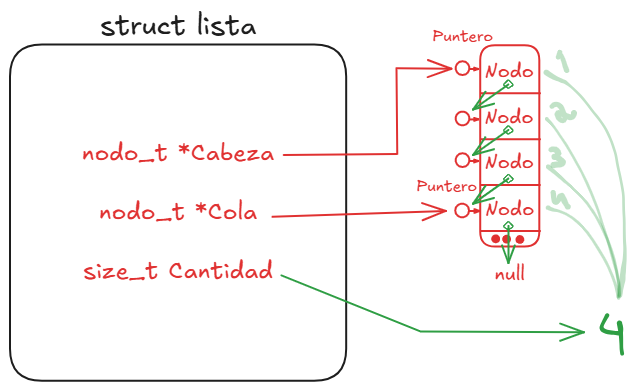 struct lista
Puntero
Nodo
1
Nodo
2
nodo_t *Cabeza
Nodo
3
Puntero
nodo_t *Cola
Nodo
4
size_t Cantidad
null
4